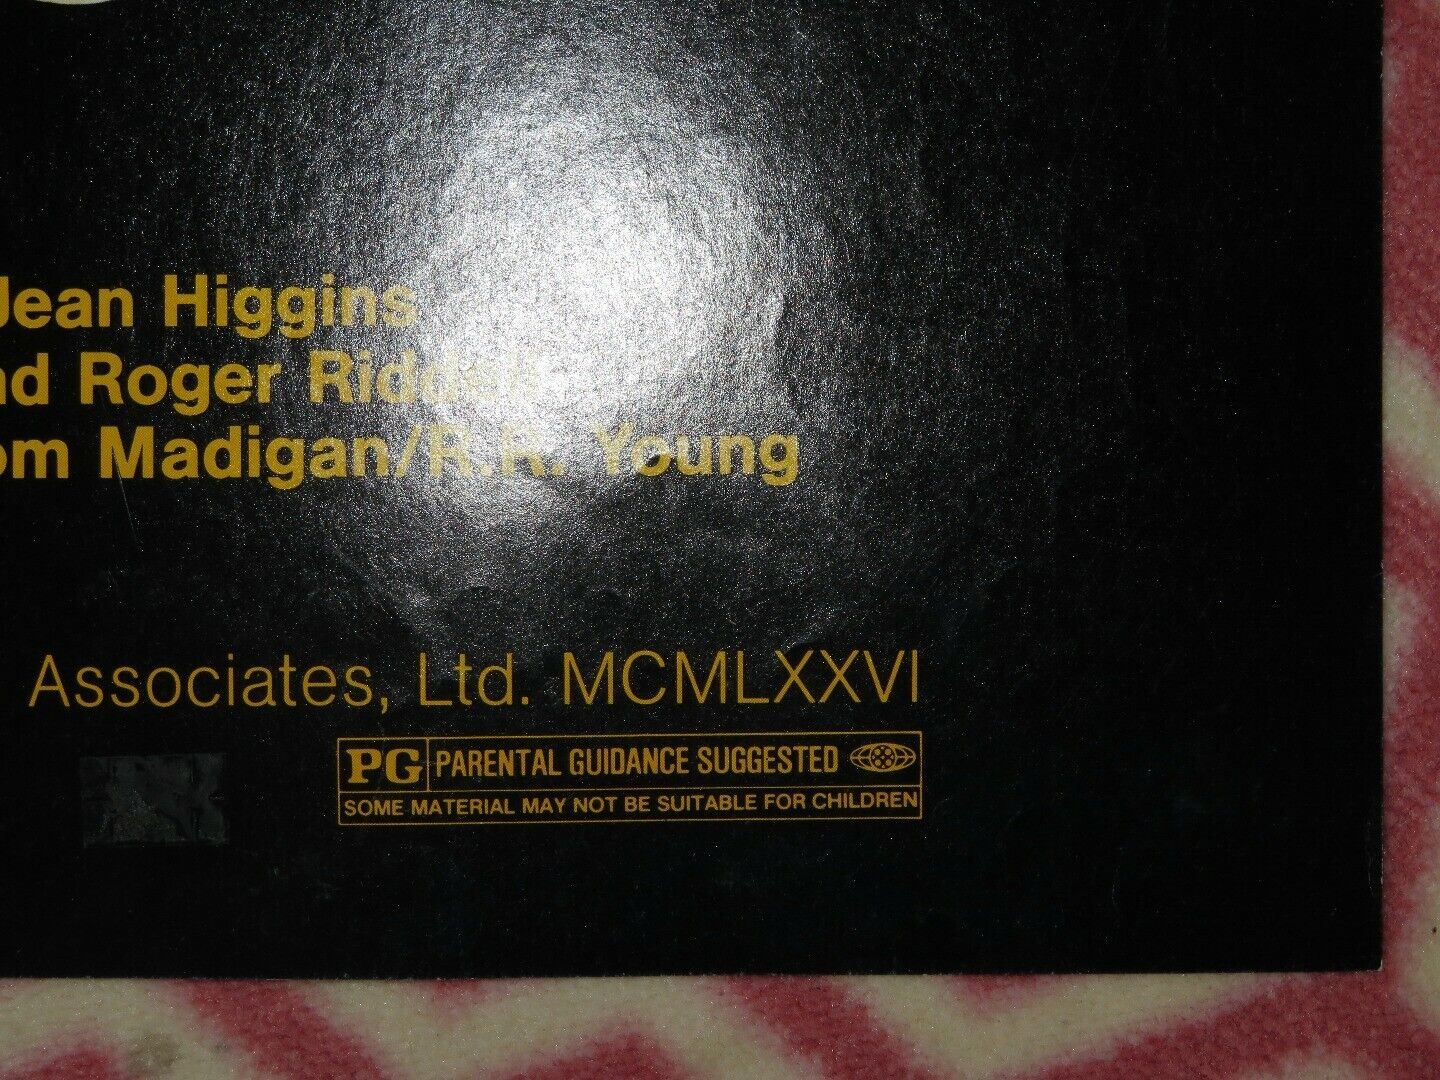 Jean Higgins
nd Roger Riddell
om Madigan/R.R. Young
Associates, Ltd. MCMLXXVI
PG PARENTAL GUIDANCE SUGGESTED
SOME MATERIAL MAY NOT BE SUITABLE FOR CHILDREN